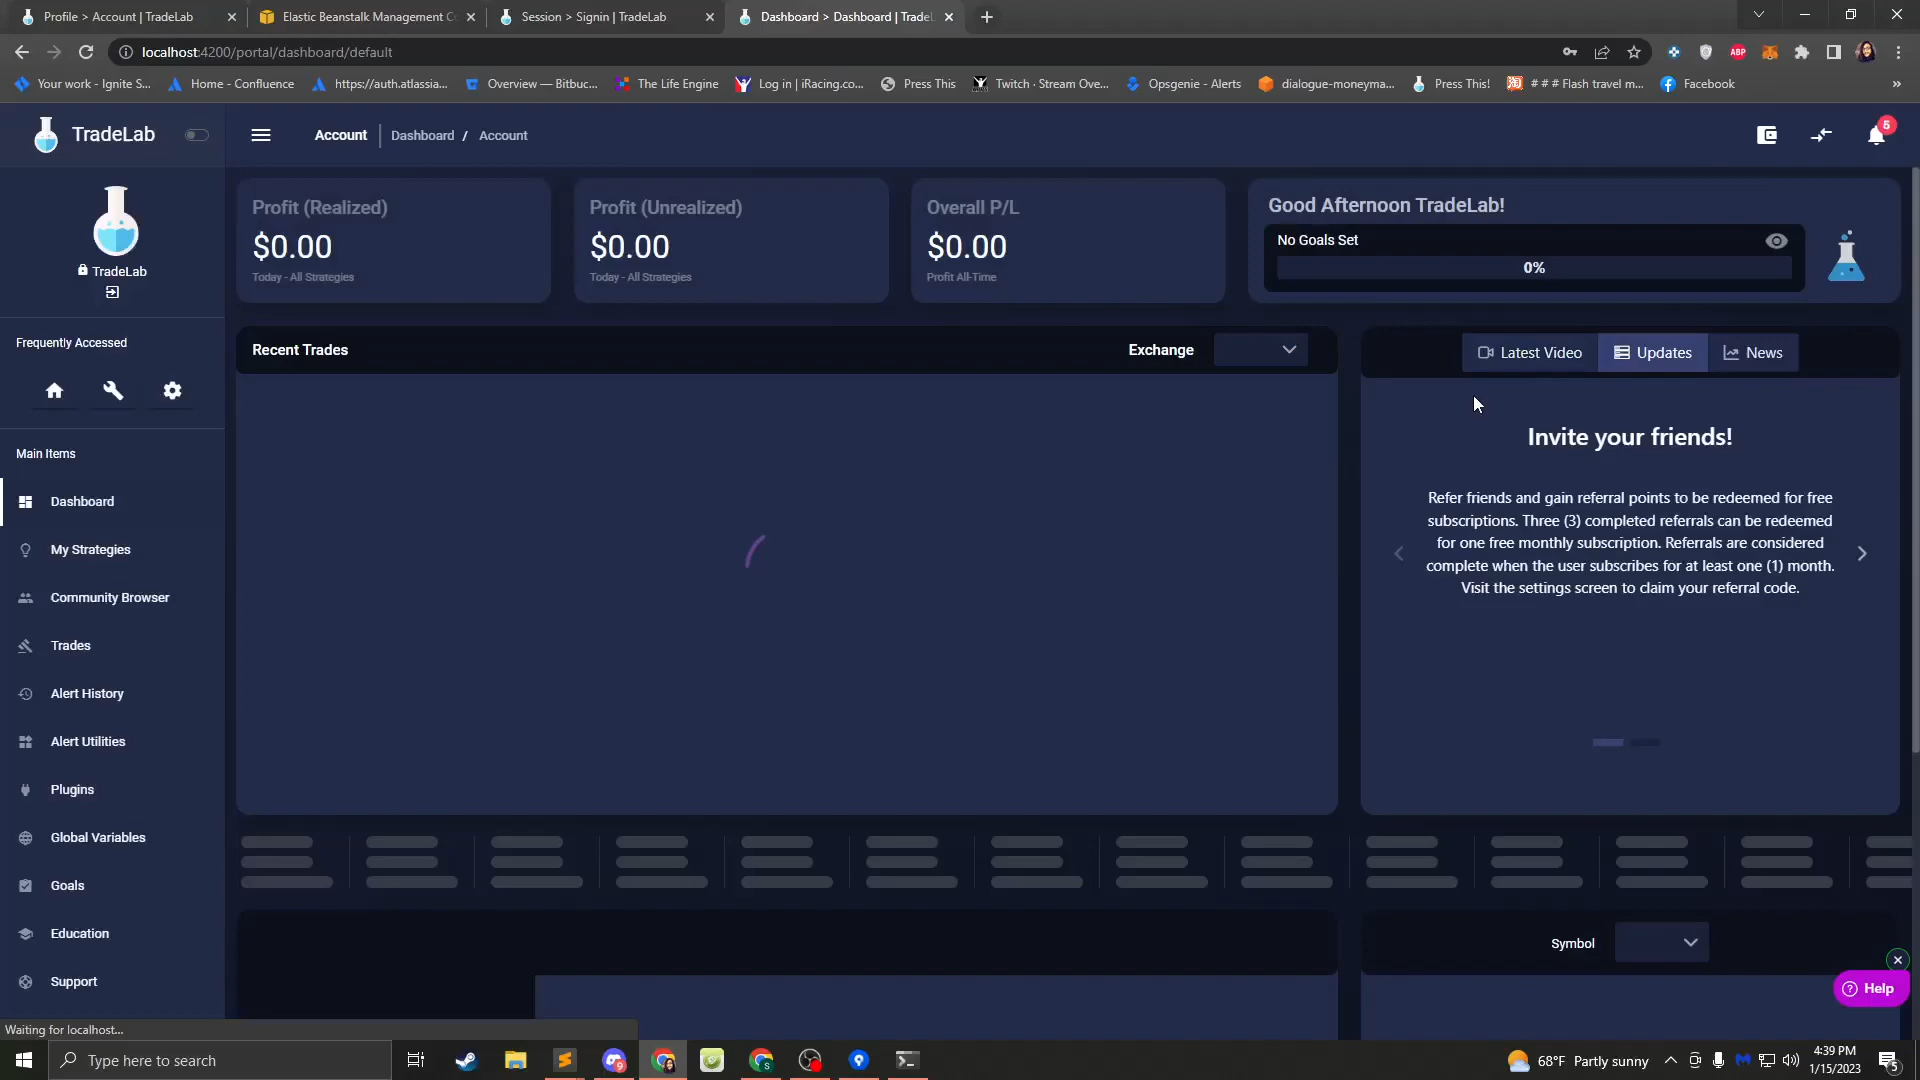 Profile > Account | TradeLab
Elastic Beanstalk Management Co
Session > Signin | TradeLab
Dashboard > Dashboard | TradeL
localhost:4200/portal/dashboard/default
ABP
Your work - Ignite S...
Home - Confluence
https://auth.atlassia...
Overview — Bitbuc...
The Life Engine
Log in | iRacing.co...
Press This
Twitch · Stream Ove...
Opsgenie - Alerts
dialogue-moneyma...
Press This!
# # # Flash travel m...
Facebook
»
TradeLab
Account
Dashboard / Account
5
TradeLab
Frequently Accessed
Main Items
Dashboard
My Strategies
Community Browser
Trades
Alert History
Alert Utilities
Plugins
Global Variables
Goals
Education
Support
Profit (Realized)
$0.00
Today - All Strategies
Profit (Unrealized)
$0.00
Today - All Strategies
Overall P/L
$0.00
Profit All-Time
Good Afternoon TradeLab!
No Goals Set
0%
Recent Trades
Exchange
Latest Video
Updates
News
Invite your friends!
Refer friends and gain referral points to be redeemed for free
subscriptions. Three (3) completed referrals can be redeemed
for one free monthly subscription. Referrals are considered
complete when the user subscribes for at least one (1) month.
Visit the settings screen to claim your referral code.
Symbol
Help
Waiting for localhost...
Type here to search
9
68°F Partly sunny
4:39 PM
1/15/2023
5